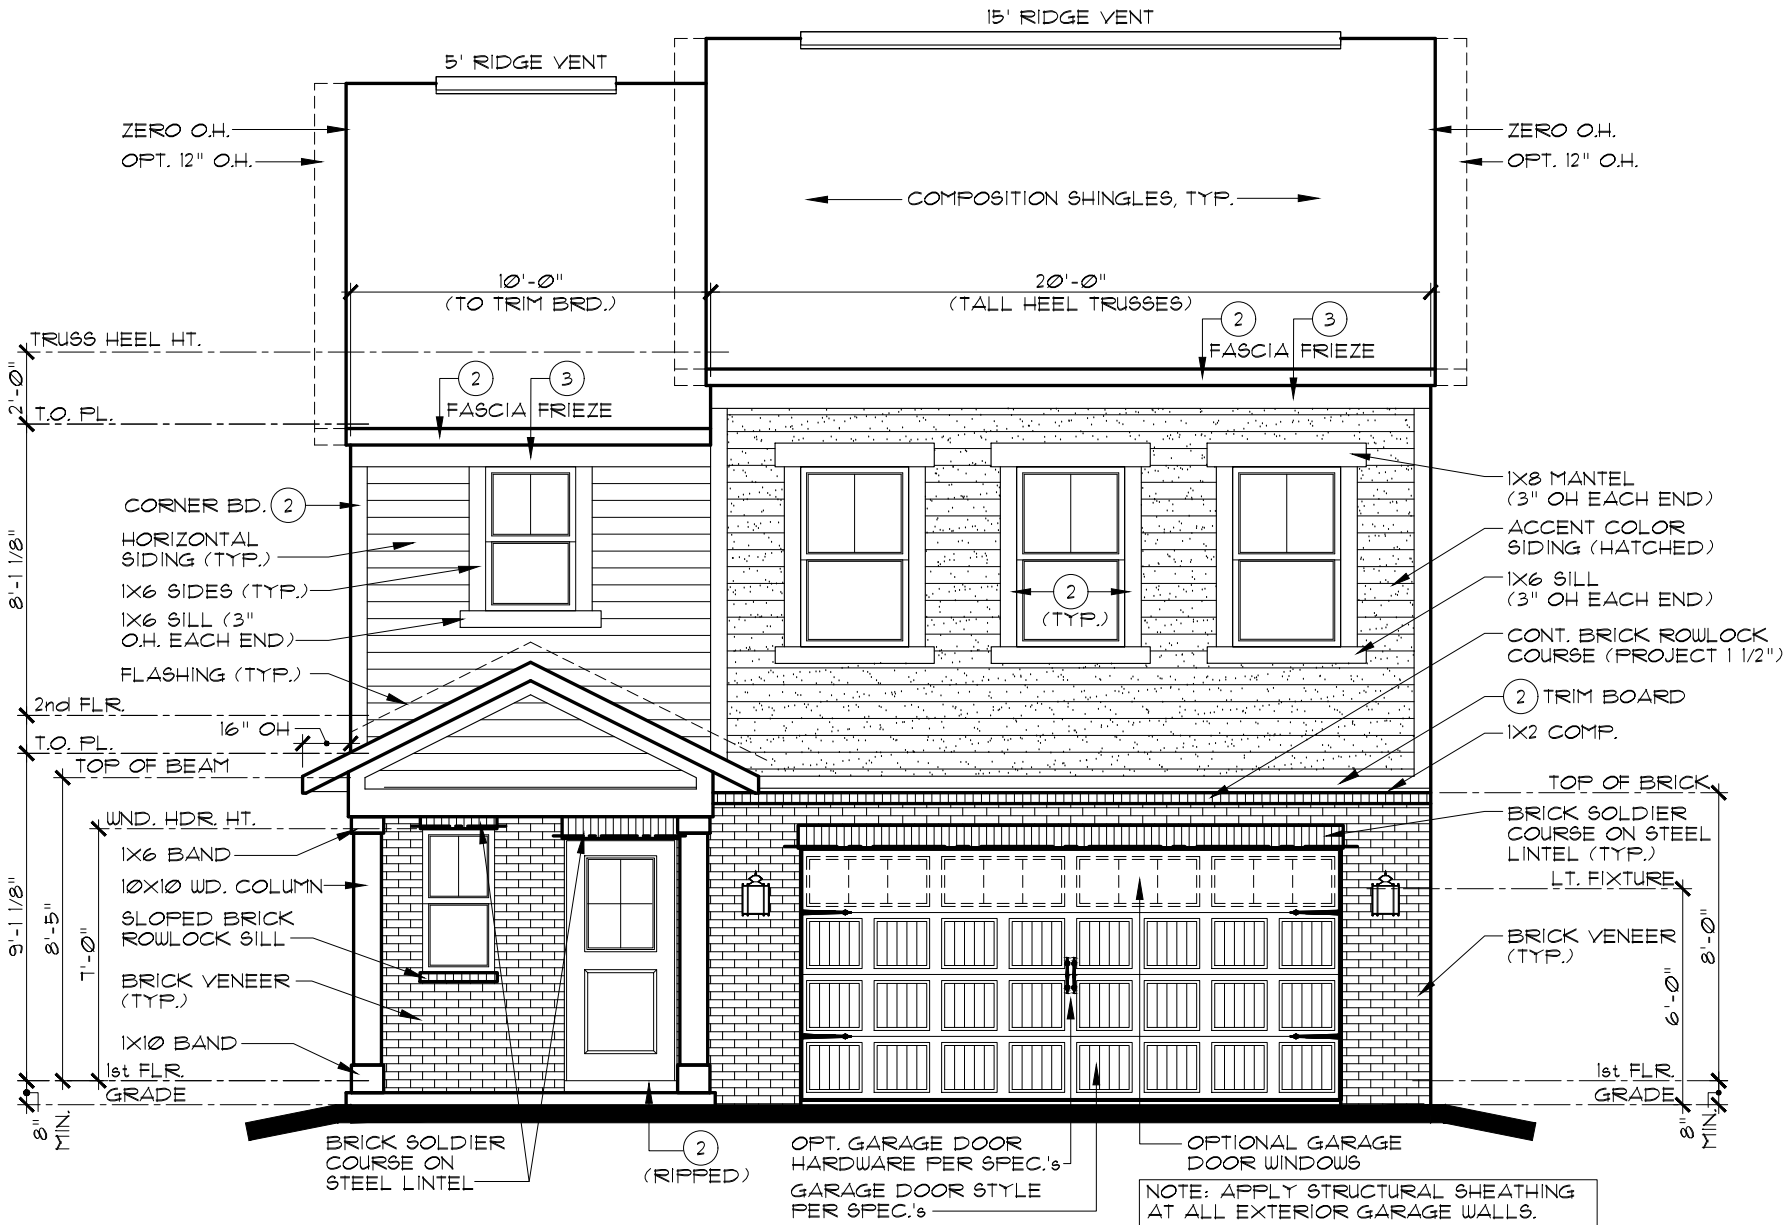 15' RIDGE VENT
5' RIDGE VENT
ZERO O.H.
OPT. 12" O.H.
ZERO O.H.
OPT. 12" O.H.
COMPOSITION SHINGLES, TYP.
10'-0"
(TO TRIM BRD.)
20'-0"
(TALL HEEL TRUSSES)
2
FASCIA
3
FRIEZE
TRUSS HEEL HT.
2'-0"
T.O. PL.
2
FASCIA
3
FRIEZE
CORNER BD. 2
HORIZONTAL
SIDING (TYP.)
1X6 SIDES (TYP.)
1X6 SILL (3"
O.H. EACH END)
FLASHING (TYP.)
8'-1 1/8"
2nd FLR.
16" OH
T.O. PL.
TOP OF BEAM
2
(TYP.)
1X8 MANTEL
(3" OH EACH END)
ACCENT COLOR
SIDING (HATCHED)
1X6 SILL
(3" OH EACH END)
CONT. BRICK ROWLOCK
COURSE (PROJECT 1 1/2")
2 TRIM BOARD
1X2 COMP.
TOP OF BRICK
BRICK SOLDIER
COURSE ON STEEL
LINTEL (TYP.)
LT. FIXTURE
BRICK VENEER
(TYP.)
8'-0"
6'-0"
1st FLR.
GRADE
8"
MIN.
WND. HDR. HT.
1X6 BAND
10X10 WD. COLUMN
SLOPED BRICK
ROWLOCK SILL
BRICK VENEER
(TYP.)
1X10 BAND
9'-1 1/8"
8'-5"
7'-0"
1st FLR.
GRADE
8"
MIN.
BRICK SOLDIER
COURSE ON
STEEL LINTEL
2
(RIPPED)
OPT. GARAGE DOOR
HARDWARE PER SPEC.'s
GARAGE DOOR STYLE
PER SPEC.'s
OPTIONAL GARAGE
DOOR WINDOWS
NOTE: APPLY STRUCTURAL SHEATHING
AT ALL EXTERIOR GARAGE WALLS.